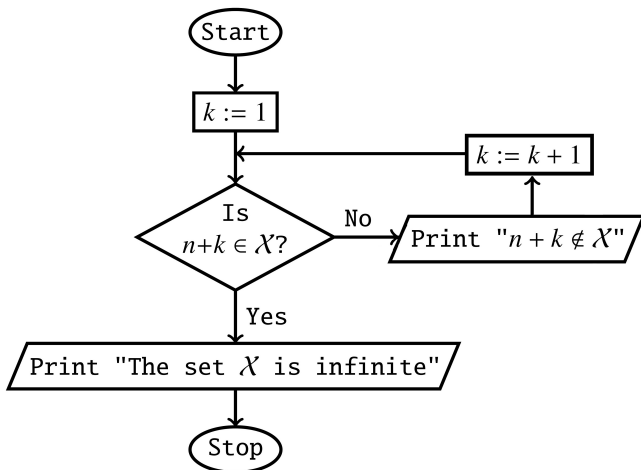 Start
k := 1
k := k + 1
Is
n+k ∈ 𝒳?
No
Print "n + k ∉ 𝒳"
Yes
Print "The set 𝒳 is infinite"
Stop